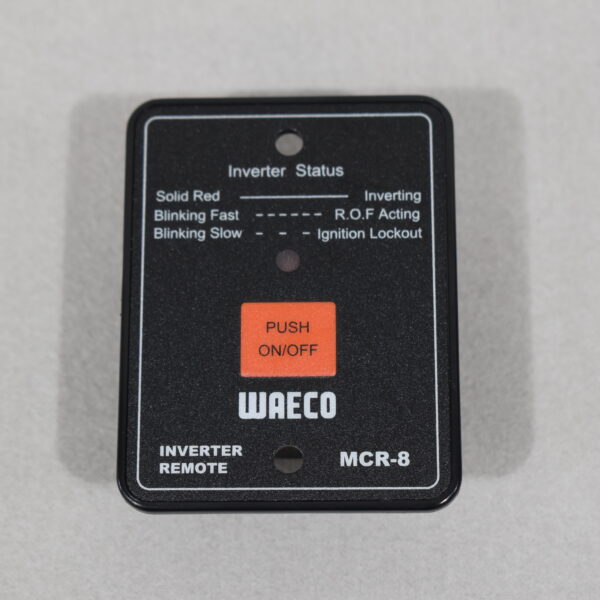 Inverter Status
Solid Red Inverting
Blinking Fast R.O.F Acting
Blinking Slow Ignition Lockout
PUSH
ON/OFF
WAECO
INVERTER
REMOTE
MCR-8